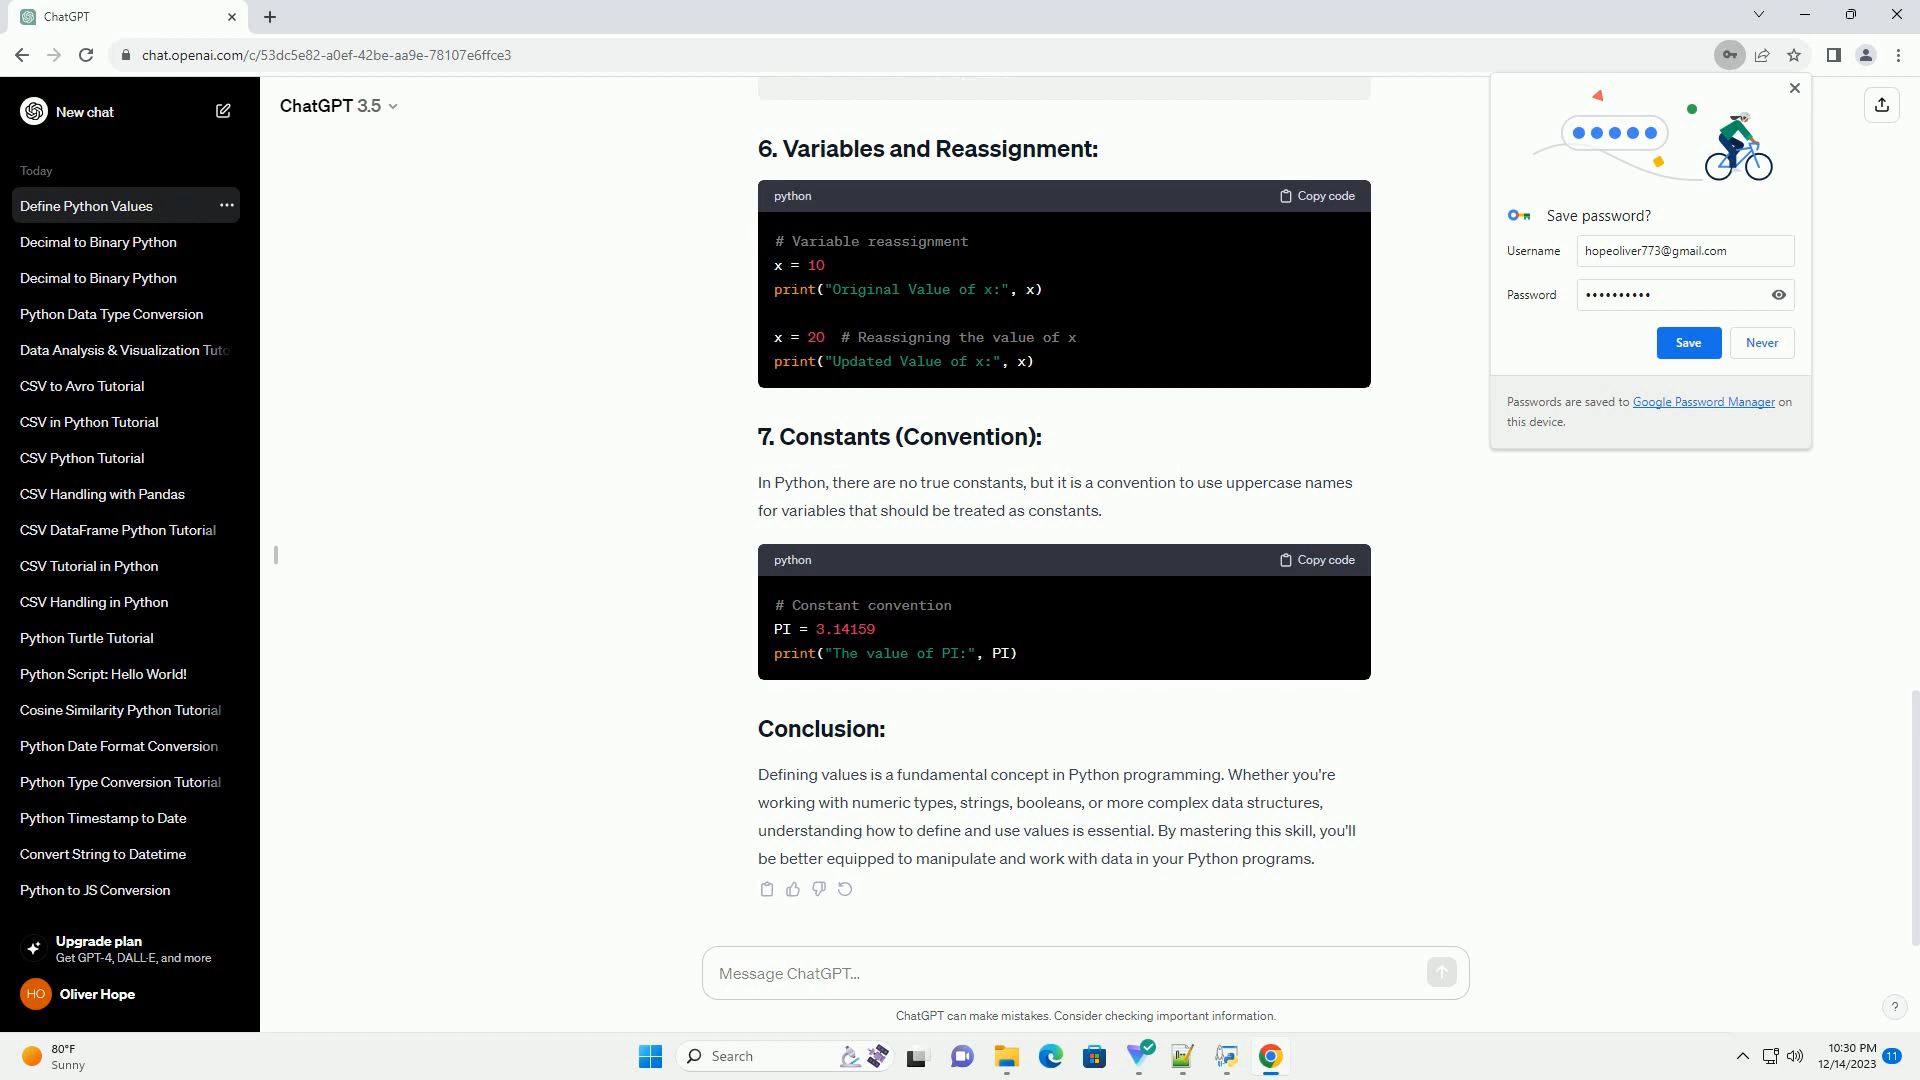 ChatGPT
chat.openai.com/c/53dc5e82-a0ef-42be-aa9e-78107e6ffce3
New chat
Today
Define Python Values
Decimal to Binary Python
Decimal to Binary Python
Python Data Type Conversion
Data Analysis & Visualization Tuto
CSV to Avro Tutorial
CSV in Python Tutorial
CSV Python Tutorial
CSV Handling with Pandas
CSV DataFrame Python Tutorial
CSV Tutorial in Python
CSV Handling in Python
Python Turtle Tutorial
Python Script: Hello World!
Cosine Similarity Python Tutorial
Python Date Format Conversion
Python Type Conversion Tutorial
Python Timestamp to Date
Convert String to Datetime
Python to JS Conversion
Upgrade plan
Get GPT-4, DALL·E, and more
HO Oliver Hope
ChatGPT 3.5
6. Variables and Reassignment:
python Copy code
# Variable reassignment
x = 10
print("Original Value of x:", x)
x = 20 # Reassigning the value of x
print("Updated Value of x:", x)
7. Constants (Convention):
In Python, there are no true constants, but it is a convention to use uppercase names
for variables that should be treated as constants.
python Copy code
# Constant convention
PI = 3.14159
print("The value of PI:", PI)
Conclusion:
Defining values is a fundamental concept in Python programming. Whether you're
working with numeric types, strings, booleans, or more complex data structures,
understanding how to define and use values is essential. By mastering this skill, you'll
be better equipped to manipulate and work with data in your Python programs.
Message ChatGPT...
ChatGPT can make mistakes. Consider checking important information.
?
Save password?
Username hopeoliver773@gmail.com
Password ••••••••••
Save Never
Passwords are saved to Google Password Manager on
this device.
80°F
Sunny
Search
10:30 PM
12/14/2023
11